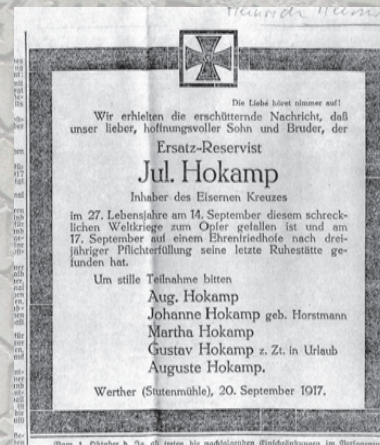 Heinrich
Die Liebe höret nimmer auf!
Wir erhielten die erschütternde Nachricht, daß
unser lieber, hoffnungsvoller Sohn und Bruder, der
Ersatz-Reservist
Jul. Hokamp
Inhaber des Eisernen Kreuzes
im 27. Lebensjahre am 14. September diesem schreck-
lichen Weltkriege zum Opfer gefallen ist und am
17. September auf einem Ehrenfriedhofe nach drei-
jähriger Pflichterfüllung seine letzte Ruhestätte ge-
funden hat.
Um stille Teilnahme bitten
Aug. Hokamp
Johanne Hokamp geb. Horstmann
Martha Hokamp
Gustav Hokamp z. Zt. in Urlaub
Auguste Hokamp.
Werther (Stutenmühle), 20. September 1917.